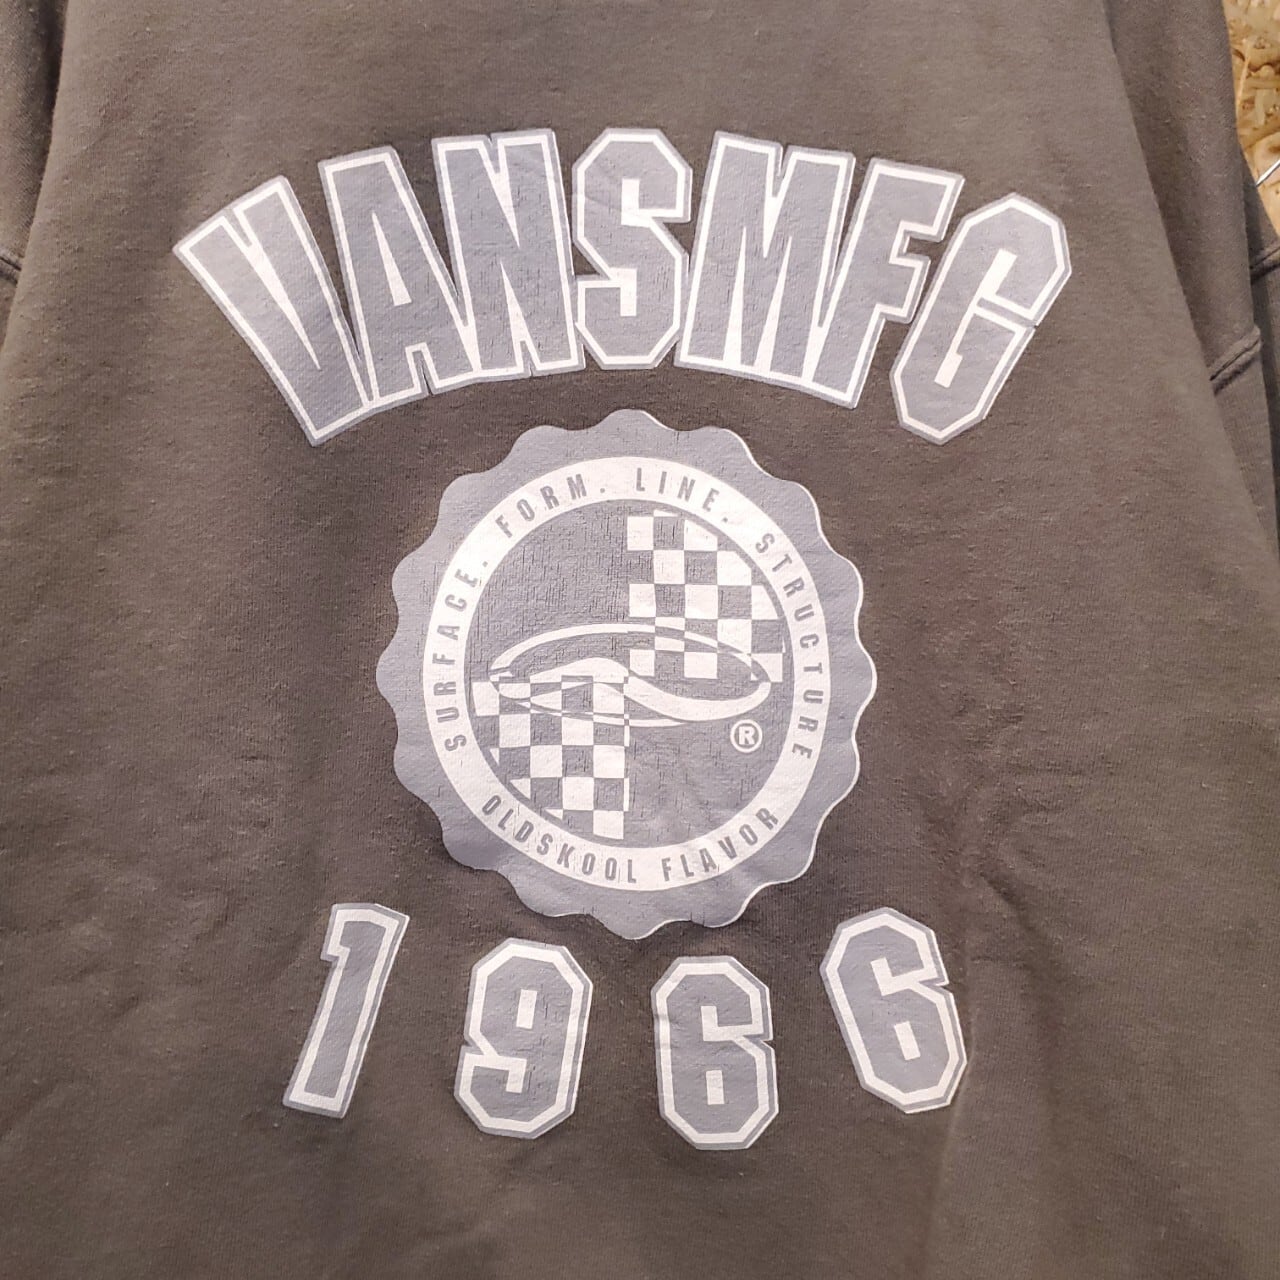 VANSMFG
SURFACE. FORM. LINE. STRUCTURE
®
OLDSKOOL FLAVOR
1966